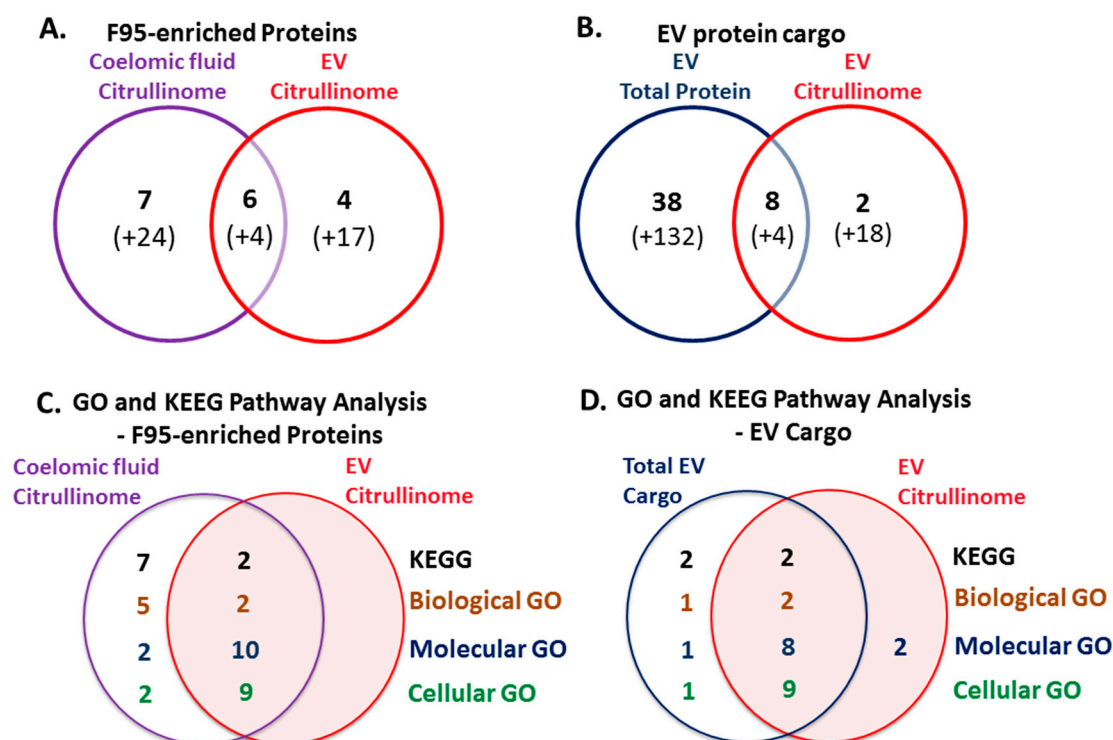 A. F95-enriched Proteins
Coelomic fluid EV
Citrullinome Citrullinome
7 6 4
(+24) (+4) (+17)
B. EV protein cargo
EV EV
Total Protein Citrullinome
38 8 2
(+132) (+4) (+18)
C. GO and KEEG Pathway Analysis
- F95-enriched Proteins
Coelomic fluid EV
Citrullinome Citrullinome
7 2 KEGG
5 2 Biological GO
2 10 Molecular GO
2 9 Cellular GO
D. GO and KEEG Pathway Analysis
- EV Cargo
Total EV EV
Cargo Citrullinome
2 2 KEGG
1 2 Biological GO
1 8 2 Molecular GO
1 9 Cellular GO